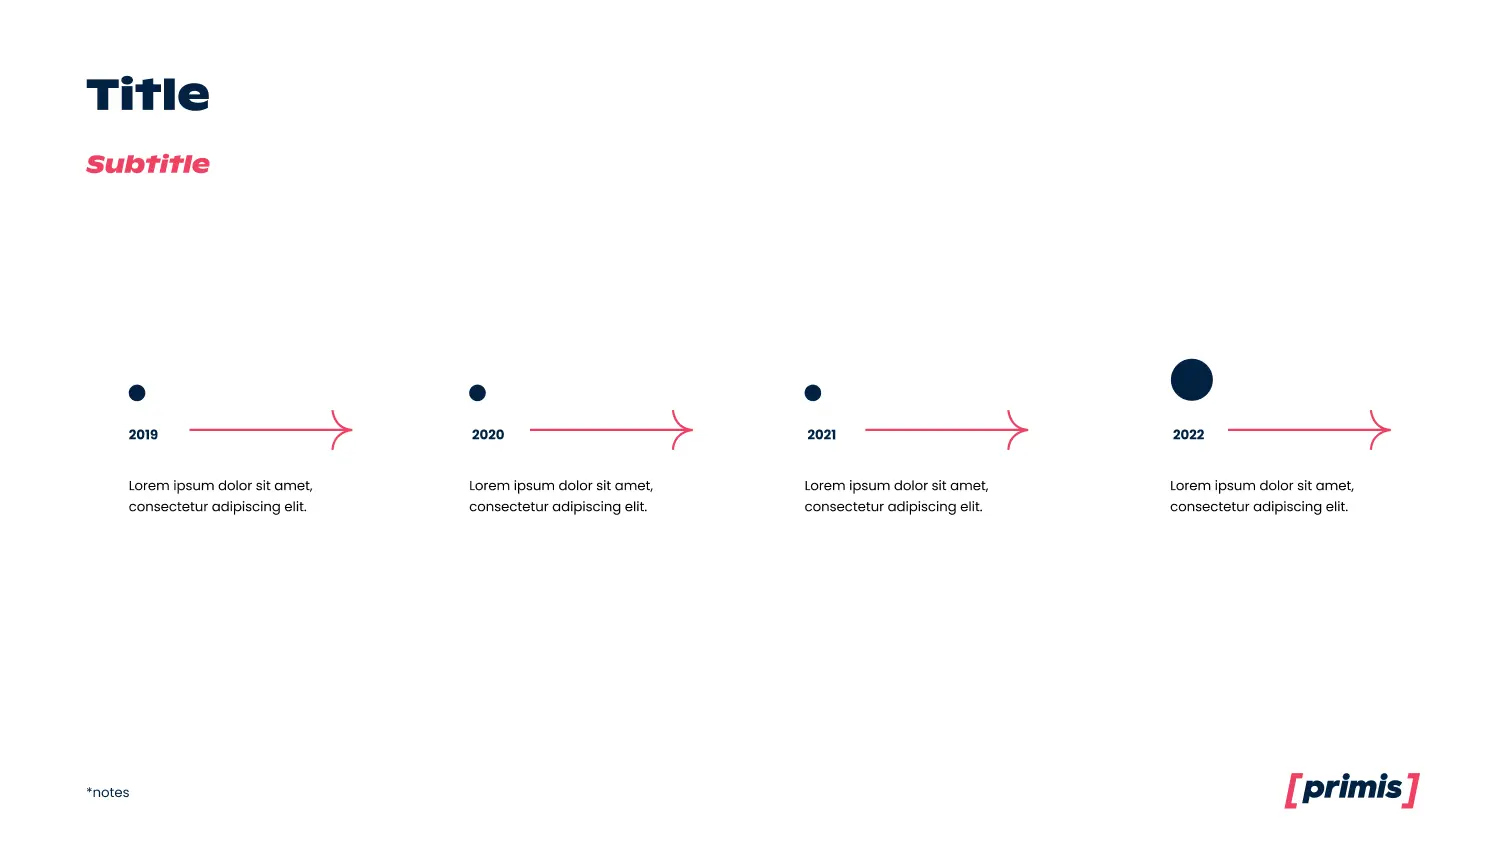 Title
Subtitle
2019
Lorem ipsum dolor sit amet,
consectetur adipiscing elit.
2020
Lorem ipsum dolor sit amet,
consectetur adipiscing elit.
2021
Lorem ipsum dolor sit amet,
consectetur adipiscing elit.
2022
Lorem ipsum dolor sit amet,
consectetur adipiscing elit.
*notes
[primis]